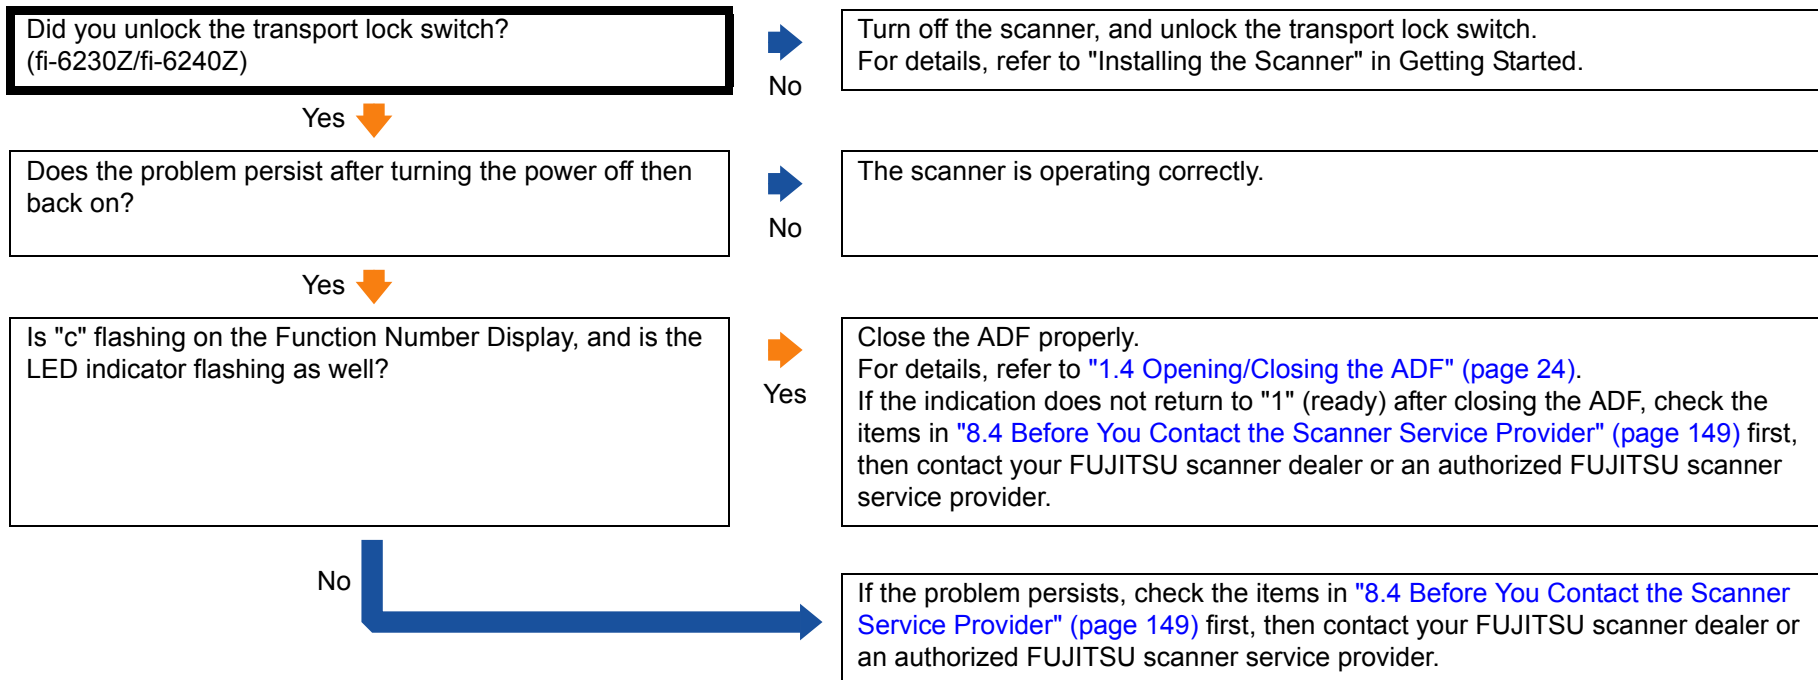 Did you unlock the transport lock switch?
(fi-6230Z/fi-6240Z)
No
Turn off the scanner, and unlock the transport lock switch.
For details, refer to "Installing the Scanner" in Getting Started.
Yes
Does the problem persist after turning the power off then
back on?
No
The scanner is operating correctly.
Yes
Is "c" flashing on the Function Number Display, and is the
LED indicator flashing as well?
Yes
Close the ADF properly.
For details, refer to "1.4 Opening/Closing the ADF" (page 24).
If the indication does not return to "1" (ready) after closing the ADF, check the
items in "8.4 Before You Contact the Scanner Service Provider" (page 149) first,
then contact your FUJITSU scanner dealer or an authorized FUJITSU scanner
service provider.
No
If the problem persists, check the items in "8.4 Before You Contact the Scanner
Service Provider" (page 149) first, then contact your FUJITSU scanner dealer or
an authorized FUJITSU scanner service provider.